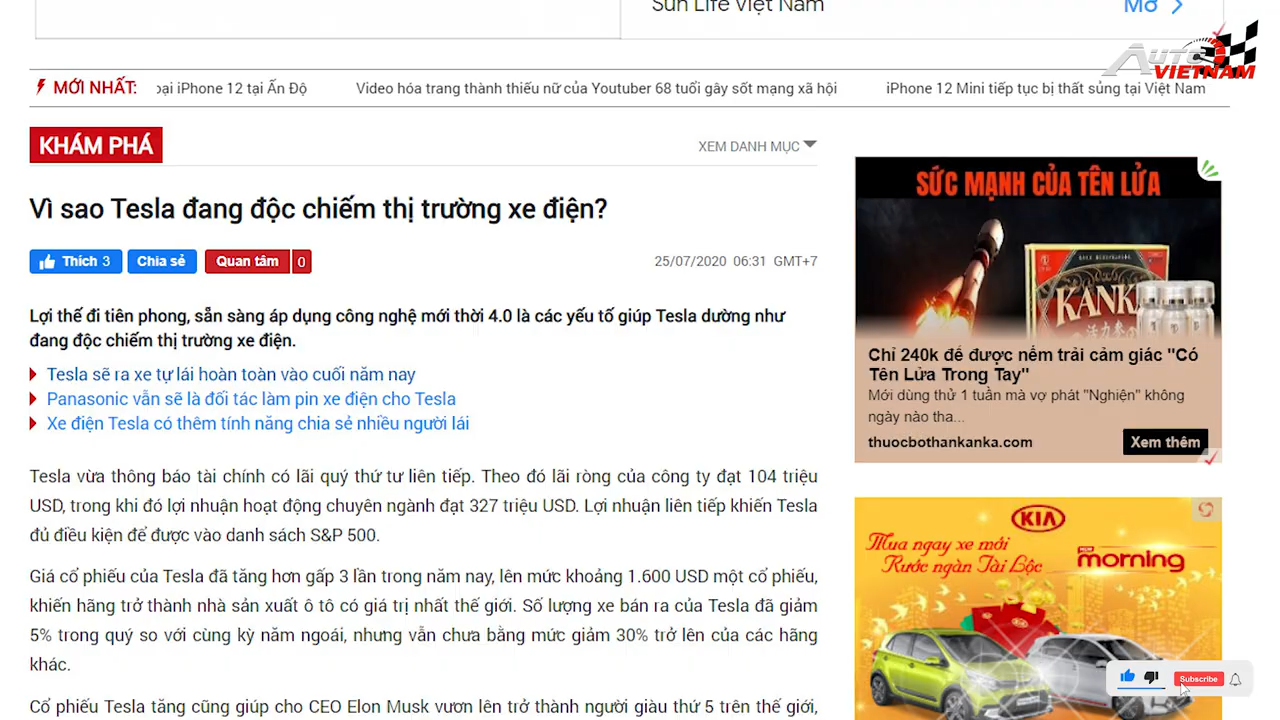 Sun Life Việt Nam
Mở
AUTO
VIETNAM
MỚI NHẤT:
oại iPhone 12 tại Ấn Độ
Video hóa trang thành thiếu nữ của Youtuber 68 tuổi gây sốt mạng xã hội
iPhone 12 Mini tiếp tục bị thất sủng tại Việt Nam
KHÁM PHÁ
XEM DANH MỤC
Vì sao Tesla đang độc chiếm thị trường xe điện?
Thích 3
Chia sẻ
Quan tâm 0
25/07/2020 06:31 GMT+7
Lợi thế đi tiên phong, sẵn sàng áp dụng công nghệ mới thời 4.0 là các yếu tố giúp Tesla dường như
đang độc chiếm thị trường xe điện.
Tesla sẽ ra xe tự lái hoàn toàn vào cuối năm nay
Panasonic vẫn sẽ là đối tác làm pin xe điện cho Tesla
Xe điện Tesla có thêm tính năng chia sẻ nhiều người lái
Tesla vừa thông báo tài chính có lãi quý thứ tư liên tiếp. Theo đó lãi ròng của công ty đạt 104 triệu
USD, trong khi đó lợi nhuận hoạt động chuyên ngành đạt 327 triệu USD. Lợi nhuận liên tiếp khiến Tesla
đủ điều kiện để được vào danh sách S&P 500.
Giá cổ phiếu của Tesla đã tăng hơn gấp 3 lần trong năm nay, lên mức khoảng 1.600 USD một cổ phiếu,
khiến hãng trở thành nhà sản xuất ô tô có giá trị nhất thế giới. Số lượng xe bán ra của Tesla đã giảm
5% trong quý so với cùng kỳ năm ngoái, nhưng vẫn chưa bằng mức giảm 30% trở lên của các hãng
khác.
Cổ phiếu Tesla tăng cũng giúp cho CEO Elon Musk vươn lên trở thành người giàu thứ 5 trên thế giới,
SỨC MẠNH CỦA TÊN LỬA
KANK
Chỉ 240k để được nếm trải cảm giác "Có
Tên Lửa Trong Tay"
Mới dùng thử 1 tuần mà vợ phát "Nghiện" không
ngày nào tha...
thuocbothankanka.com
Xem thêm
KIA
Mua ngay xe mới
Rước ngàn Tài Lộc
NEW
morning
Subscribe